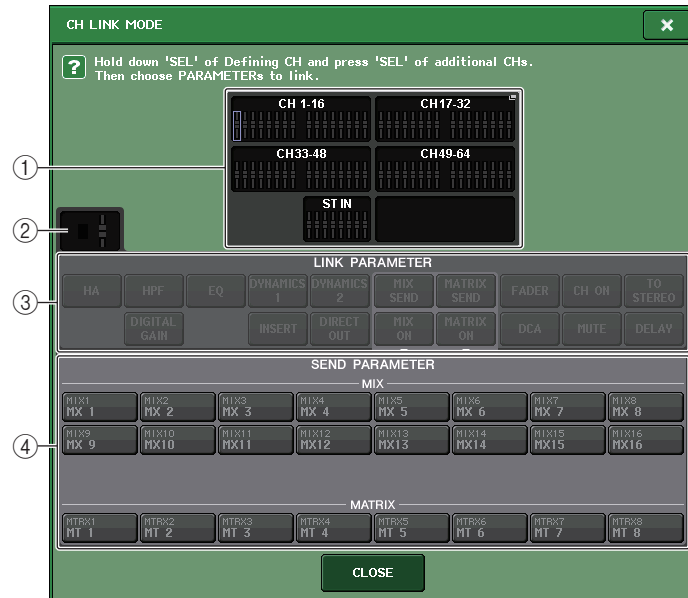 CH LINK MODE
?
Hold down 'SEL' of Defining CH and press 'SEL' of additional CHs.
Then choose PARAMETERs to link.
①
CH 1-16 CH17-32
CH33-48 CH49-64
ST IN
②
③
LINK PARAMETER
HA HPF EQ DYNAMICS 1 DYNAMICS 2 MIX SEND MATRIX SEND FADER CH ON TO STEREO
DIGITAL GAIN INSERT DIRECT OUT MIX ON MATRIX ON DCA MUTE DELAY
④
SEND PARAMETER
MIX
MIX1 MIX2 MIX3 MIX4 MIX5 MIX6 MIX7 MIX8
MX 1 MX 2 MX 3 MX 4 MX 5 MX 6 MX 7 MX 8
MIX9 MIX10 MIX11 MIX12 MIX13 MIX14 MIX15 MIX16
MX 9 MX10 MX11 MX12 MX13 MX14 MX15 MX16
MATRIX
MTRX1 MTRX2 MTRX3 MTRX4 MTRX5 MTRX6 MTRX7 MTRX8
MT 1 MT 2 MT 3 MT 4 MT 5 MT 6 MT 7 MT 8
CLOSE